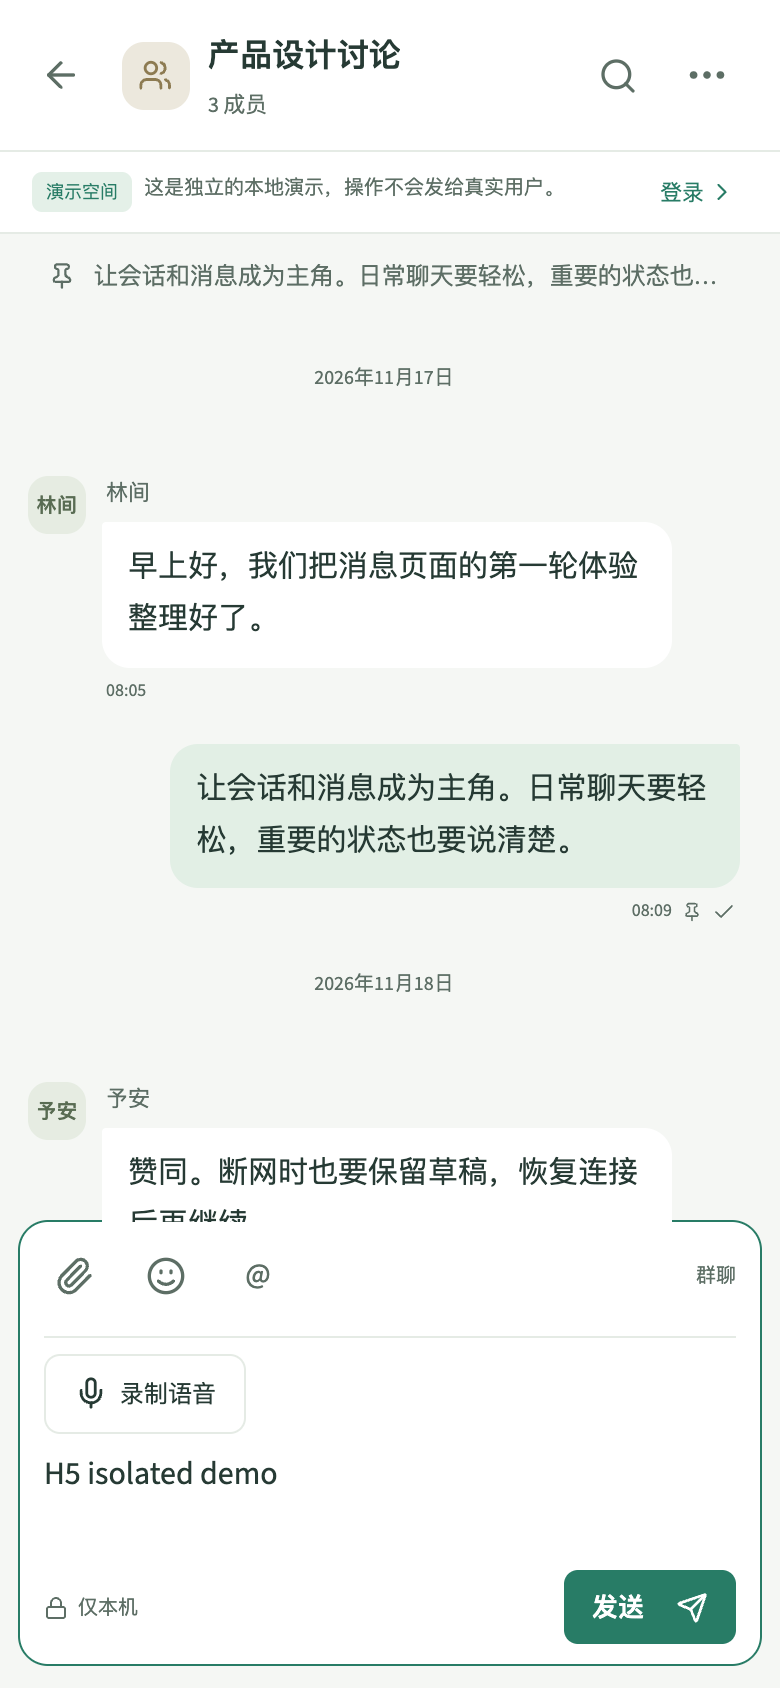 产品设计讨论
3 成员
演示空间
这是独立的本地演示，操作不会发给真实用户。
登录
让会话和消息成为主角。日常聊天要轻松，重要的状态也…
2026年11月17日
林间
林间
早上好，我们把消息页面的第一轮体验
整理好了。
08:05
让会话和消息成为主角。日常聊天要轻
松，重要的状态也要说清楚。
08:09
2026年11月18日
予安
予安
赞同。断网时也要保留草稿，恢复连接
后再继续
@
群聊
录制语音
H5 isolated demo
仅本机
发送